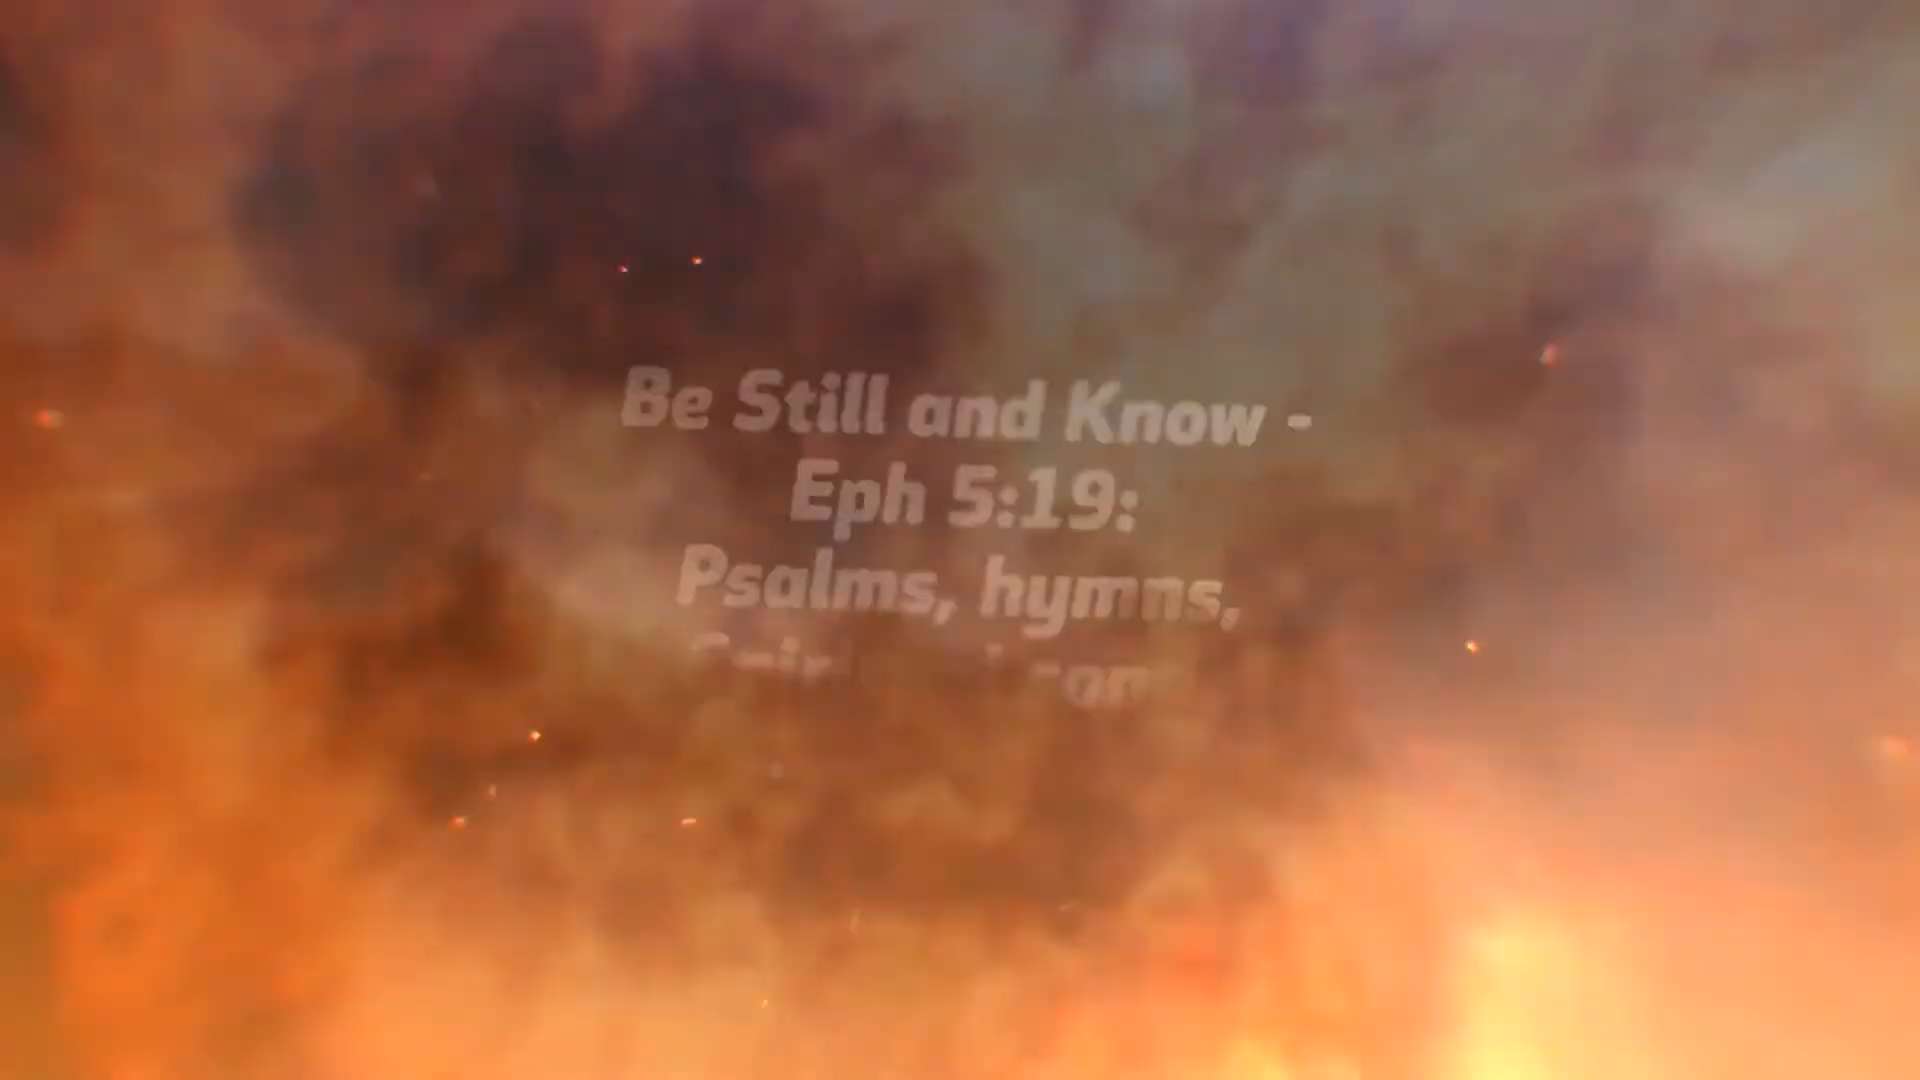 Be Still and Know -
Eph 5:19:
Psalms, hymns,